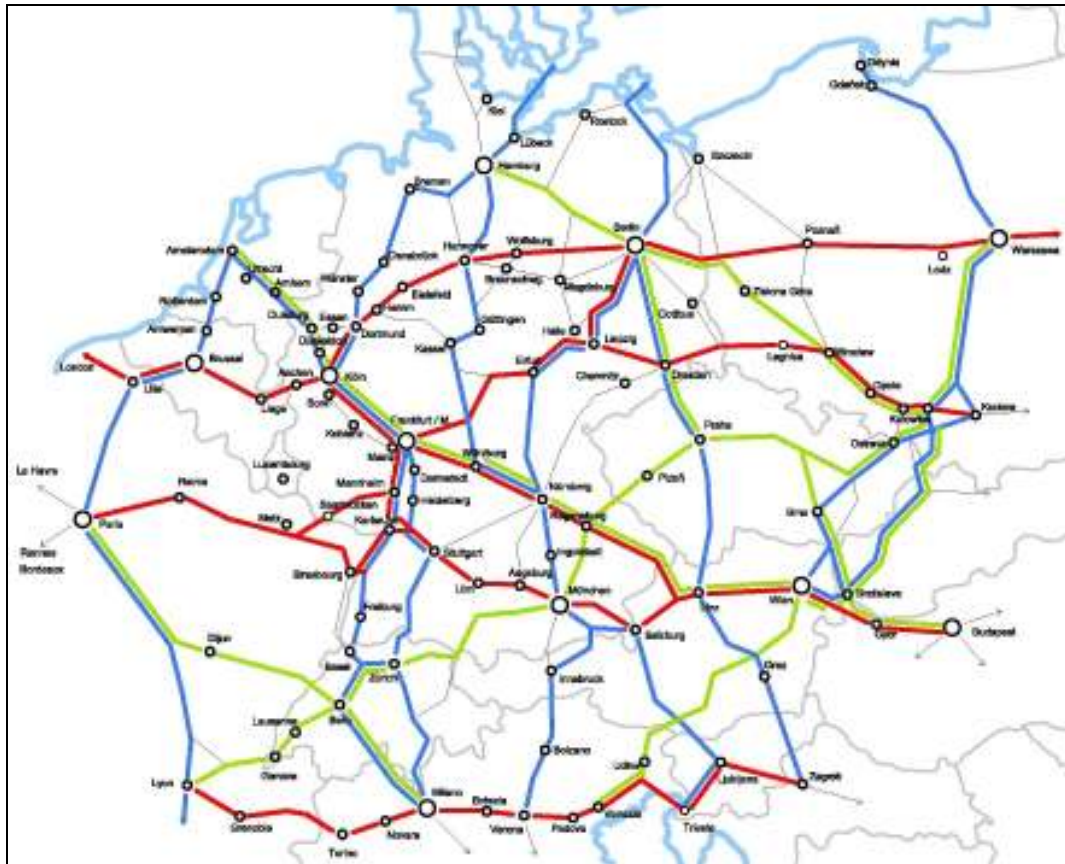 Gdynia
Gdańsk
Kiel
Rostock
Lübeck
Hamburg
Szczecin
Bremen
Berlin
Poznań
Warszawa
Amsterdam
Hannover
Wolfsburg
Osnabrück
Lodz
Utrecht
Arnhem
Münster
Braunschweig
Magdeburg
Bielefeld
Zielona Góra
Rotterdam
Hamm
Cottbus
Duisburg
Essen
Dortmund
Göttingen
Antwerpen
Düsseldorf
Kassel
Halle
Leipzig
Legnica
Wrocław
Brussel
Erfurt
London
Lille
Aachen
Köln
Chemnitz
Dresden
Liege
Bonn
Opole
Katowice
Frankfurt / M.
Koblenz
Praha
Ostrava
Mainz
Luxembourg
Würzburg
Le Havre
Darmstadt
Plzeň
Mannheim
Heidelberg
Reims
Nürnberg
Saarbrücken
Brno
Paris
Metz
Regensburg
Rennes
Stuttgart
Ingolstadt
Bordeaux
Strasbourg
Ulm
Augsburg
München
Linz
Wien
Bratislava
Freiburg
Salzburg
Györ
Budapest
Dijon
Basel
Zürich
Innsbruck
Graz
Bern
Lausanne
Bolzano
Geneva
Udine
Lyon
Milano
Ljubljana
Zagreb
Brescia
Grenoble
Novara
Verona
Padova
Venezia
Trieste
Torino